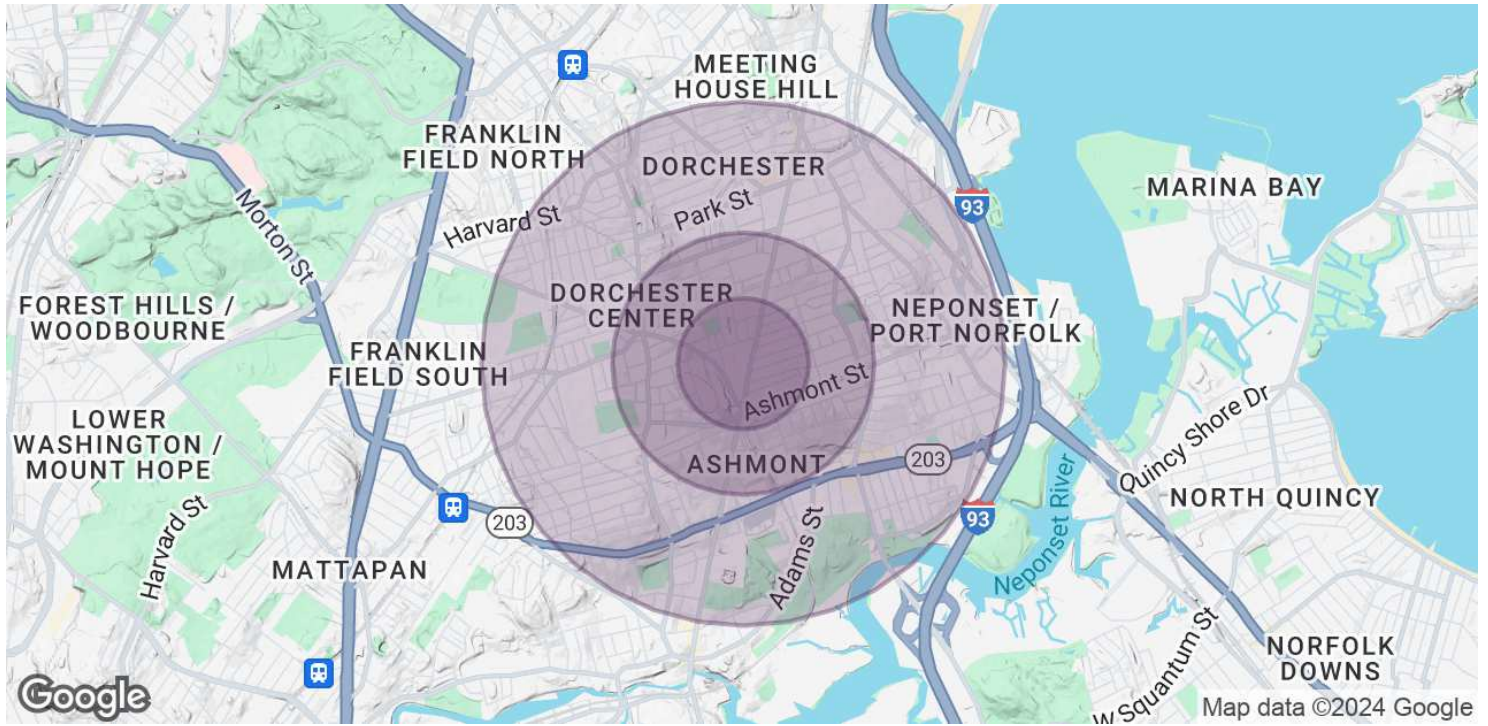 MEETING
HOUSE HILL
FRANKLIN
FIELD NORTH
DORCHESTER
MARINA BAY
Park St
93
Harvard St
Morton St
FOREST HILLS /
WOODBOURNE
DORCHESTER
CENTER
NEPONSET /
PORT NORFOLK
FRANKLIN
FIELD SOUTH
Ashmont St
LOWER
WASHINGTON /
MOUNT HOPE
ASHMONT
203
Quincy Shore Dr
NORTH QUINCY
Harvard St
203
93
Adams St
Neponset River
MATTAPAN
NORFOLK
DOWNS
W Squantum St
Google
Map data ©2024 Google